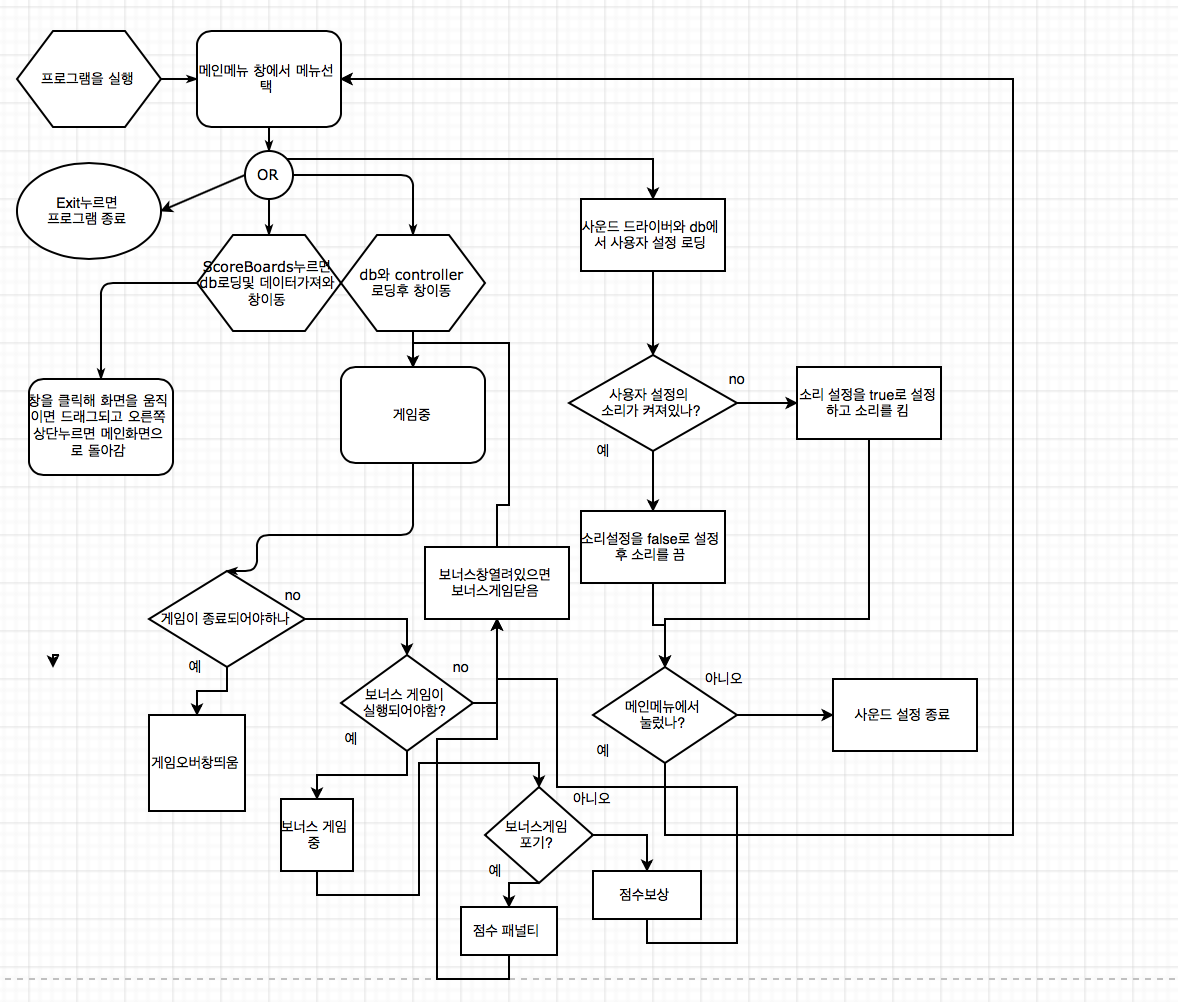 프로그램을 실행
메인메뉴 창에서 메뉴선
택
OR
Exit누르면
프로그램 종료
사운드 드라이버와 db에
서 사용자 설정 로딩
ScoreBoards누르면
db로딩및 데이터가져와
창이동
db와 controller
로딩후 창이동
창을 클릭해 화면을 움직
이면 드래그되고 오른쪽
상단누르면 메인화면으
로 돌아감
게임중
사용자 설정의
소리가 켜져있나?
no
예
소리 설정을 true로 설정
하고 소리를 킴
소리설정을 false로 설정
후 소리를 끔
보너스창열려있으면
보너스게임닫음
게임이 종료되어야하나
no
예
게임오버창띄움
보너스 게임이
실행되어야함?
no
예
메인메뉴에서
눌렀나?
아니오
예
사운드 설정 종료
보너스 게임
중
보너스게임
포기?
아니오
예
점수보상
점수 패널티